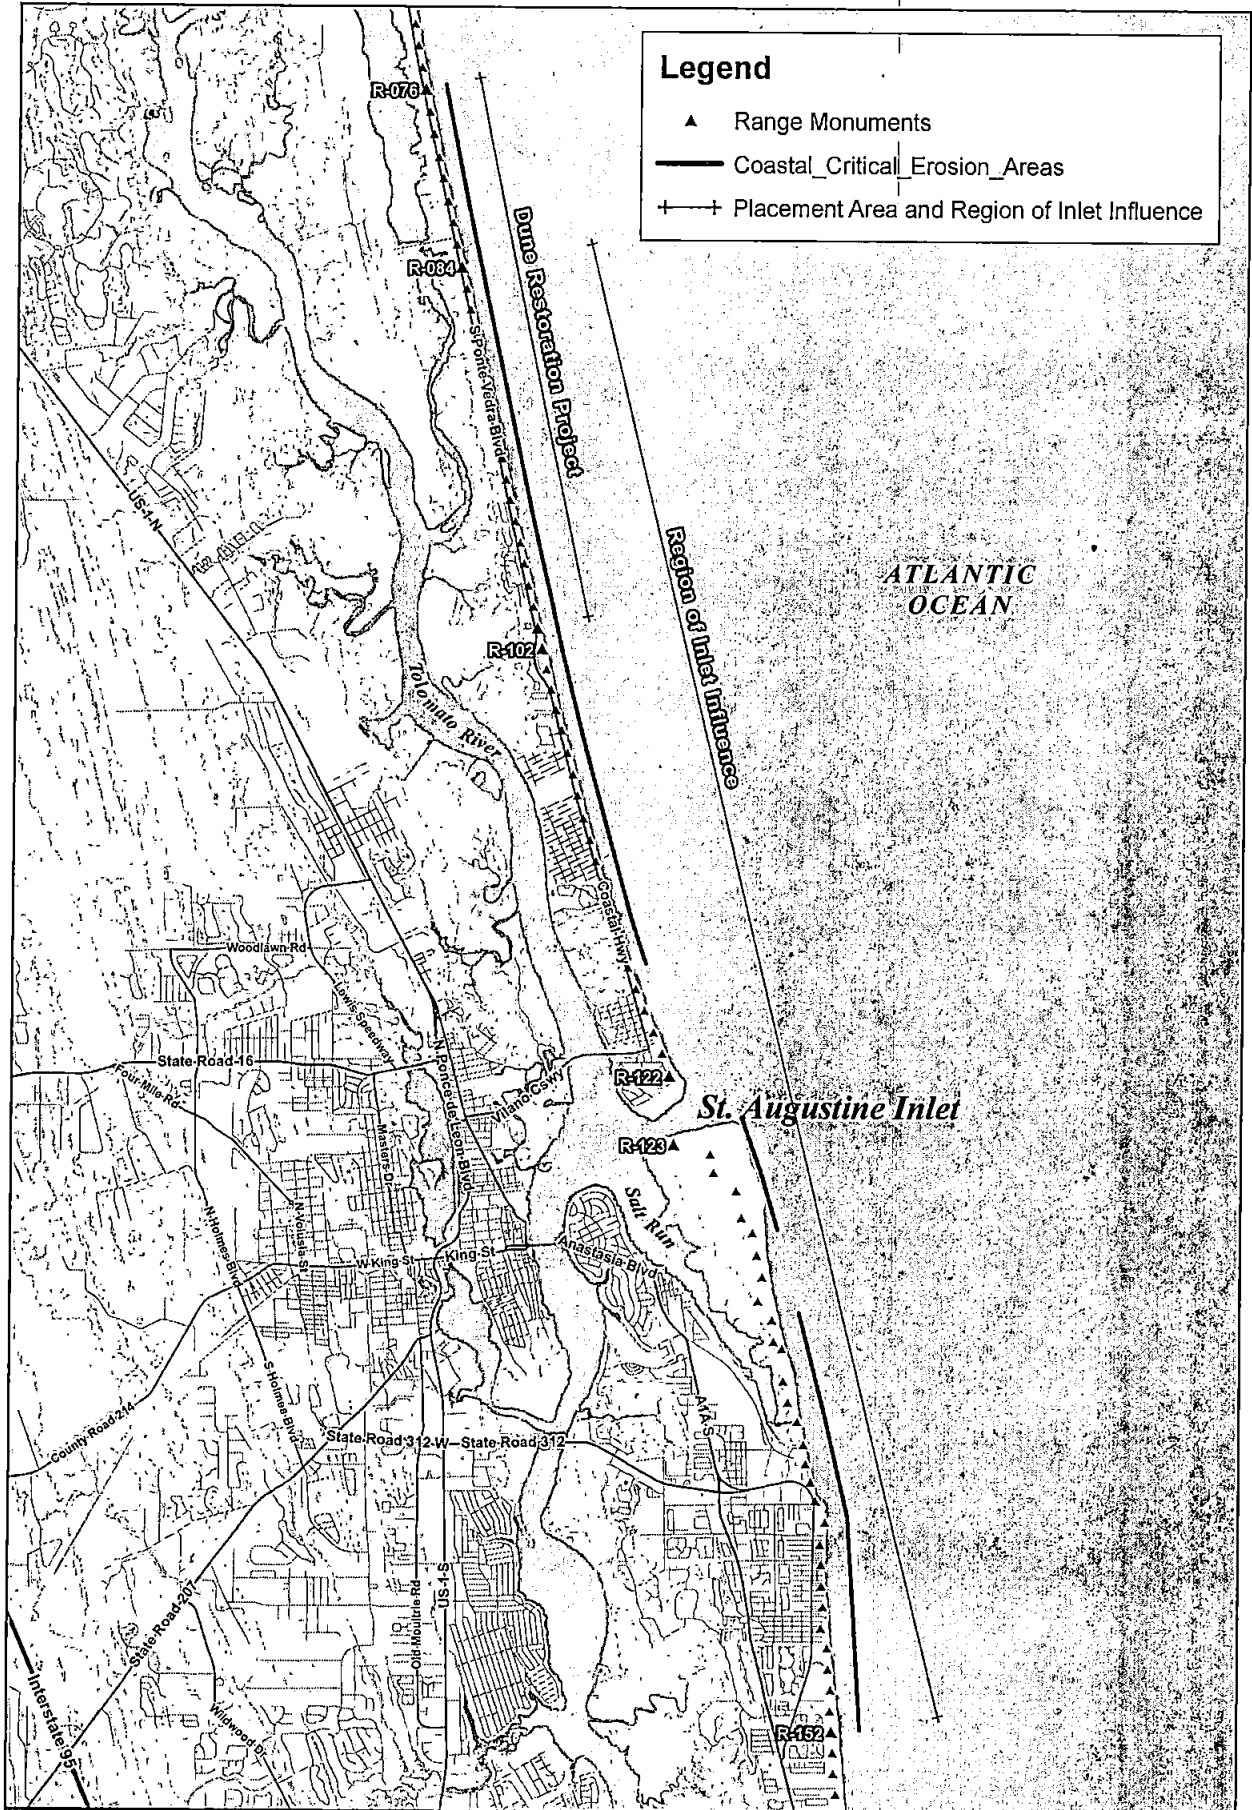 Legend
Range Monuments
Coastal_Critical_Erosion_Areas
Placement Area and Region of Inlet Influence
R-076
R-084
Dune Restoration Project
S Ponte Vedra Blvd
US-1-N
Region of Inlet Influence
ATLANTIC
OCEAN
R-102
Tolomato River
Coastal Hwy
Woodlawn Rd
Lewis Speedway
N Ponce de Leon Blvd
State Road 16
Four Mile Rd
Vilano Cswy
R-122
St. Augustine Inlet
Masters Dr
R-123
Salt Run
N Holmes Blvd
N Volusia St
W King St
King St
Anastasia Blvd
S Holmes Blvd
County Road 214
A1A S
State Road 312 W
State Road 312
Old Moultrie Rd
US-1-S
State Road 207
Interstate 95
Wildwood Dr
R-152